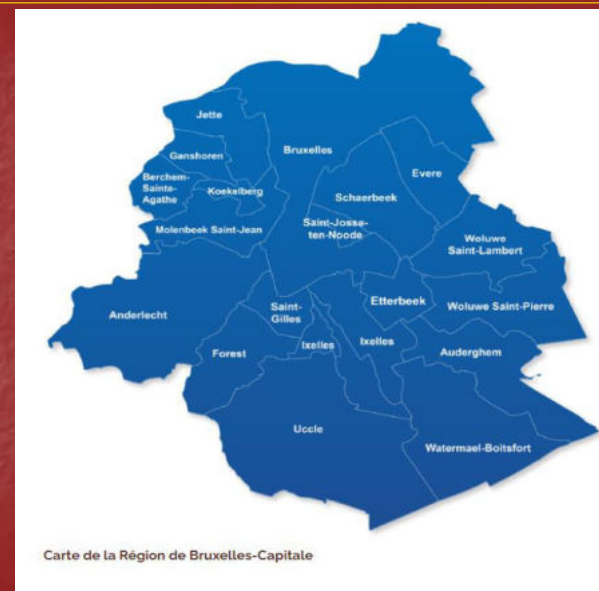 Jette
Ganshoren
Bruxelles
Evere
Berchem-
Sainte-
Agathe
Koekelberg
Schaerbeek
Molenbeek Saint-Jean
Saint-Josse-
ten-Noode
Woluwe
Saint-Lambert
Anderlecht
Saint-
Gilles
Etterbeek
Woluwe Saint-Pierre
Forest
Ixelles
Ixelles
Auderghem
Uccle
Watermael-Boitsfort
Carte de la Région de Bruxelles-Capitale